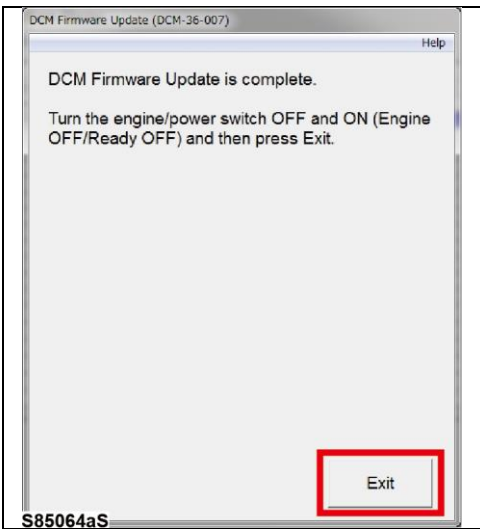 DCM Firmware Update (DCM-36-007)
Help
DCM Firmware Update is complete.
Turn the engine/power switch OFF and ON (Engine
OFF/Ready OFF) and then press Exit.
Exit
S85064aS